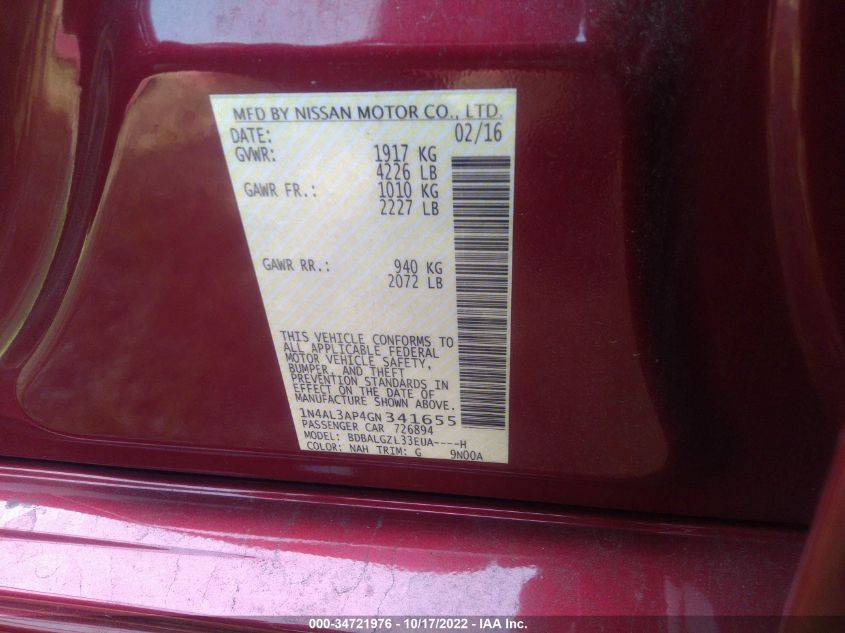 MFD BY NISSAN MOTOR CO., LTD.
DATE: 02/16
GVWR: 1917 KG
4226 LB
GAWR FR.: 1010 KG
2227 LB
GAWR RR.: 940 KG
2072 LB
THIS VEHICLE CONFORMS TO
ALL APPLICABLE FEDERAL
MOTOR VEHICLE SAFETY,
BUMPER, AND THEFT
PREVENTION STANDARDS IN
EFFECT ON THE DATE OF
MANUFACTURE SHOWN ABOVE.
1N4AL3AP4GN341655
PASSENGER CAR 726894
MODEL: BDBALGZL33EUA----H
COLOR: NAH TRIM: G 9N00A
000-34721976 - 10/17/2022 - IAA Inc.